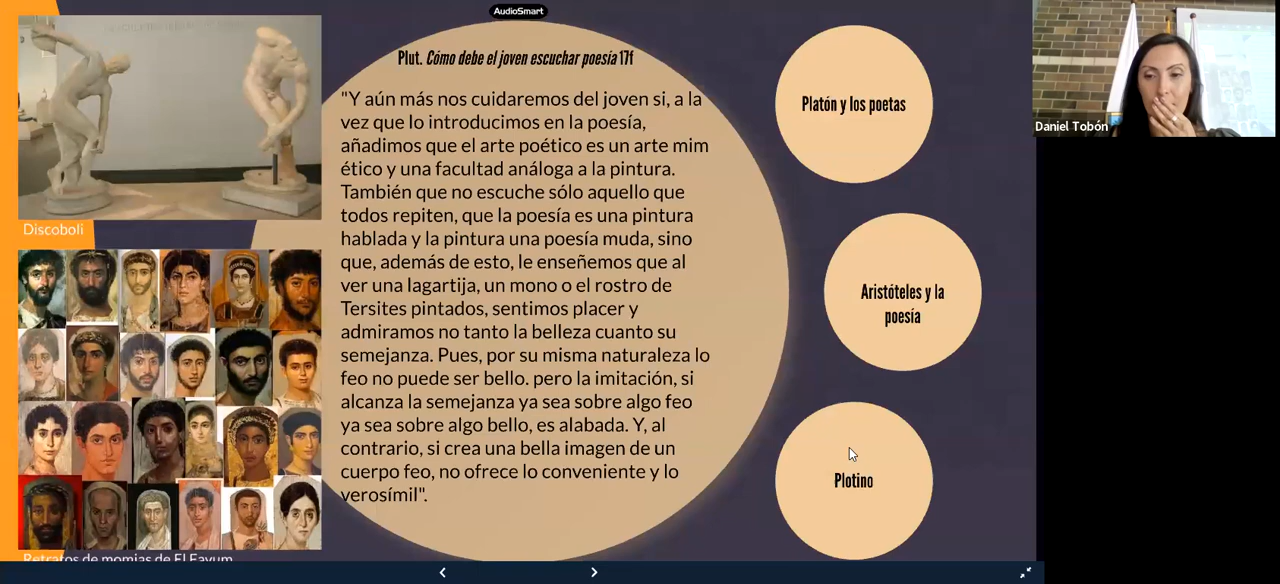 AudioSmart
Plut. Cómo debe el joven escuchar poesía 17f
"Y aún más nos cuidaremos del joven si, a la
vez que lo introducimos en la poesía,
añadimos que el arte poético es un arte mim
ético y una facultad análoga a la pintura.
También que no escuche sólo aquello que
todos repiten, que la poesía es una pintura
hablada y la pintura una poesía muda, sino
que, además de esto, le enseñemos que al
ver una lagartija, un mono o el rostro de
Tersites pintados, sentimos placer y
admiramos no tanto la belleza cuanto su
semejanza. Pues, por su misma naturaleza lo
feo no puede ser bello. pero la imitación, si
alcanza la semejanza ya sea sobre algo feo
ya sea sobre algo bello, es alabada. Y, al
contrario, si crea una bella imagen de un
cuerpo feo, no ofrece lo conveniente y lo
verosímil".
Discoboli
Retratos de momias de El Fayum
Platón y los poetas
Aristóteles y la
poesía
Plotino
Daniel Tobón